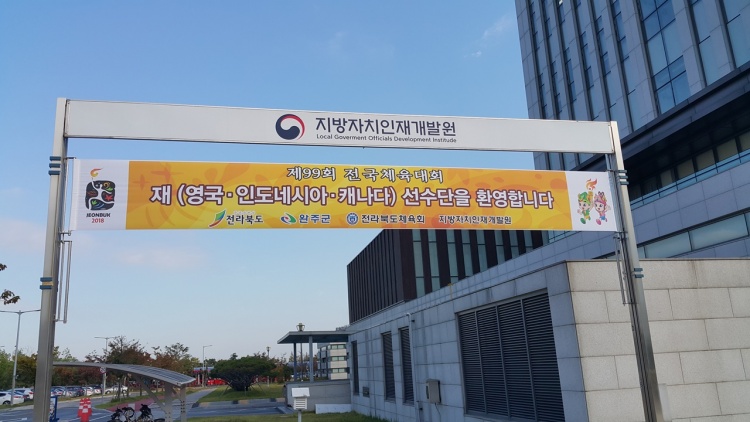 지방자치인재개발원
Local Goverment Officials Development Institude
제99회 전국체육대회
재 (영국·인도네시아·캐나다) 선수단을 환영합니다
JEONBUK
2018
전라북도 완주군 전라북도체육회 지방자치인재개발원